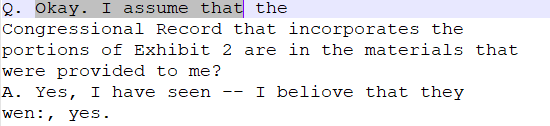 Q. Okay. I assume that the
Congressional Record that incorporates the
portions of Exhibit 2 are in the materials that
were provided to me?
A. Yes, I have seen -- I beliove that they
wen:, yes.